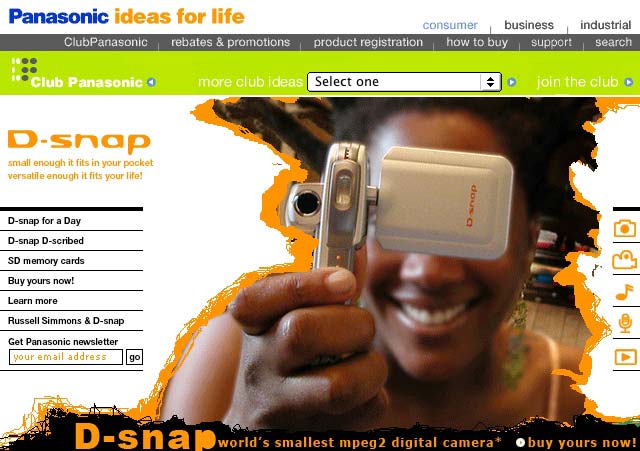 Panasonic ideas for life
consumer business industrial
ClubPanasonic rebates & promotions product registration how to buy support search
Club Panasonic more club ideas Select one join the club
D-snap
small enough it fits in your pocket
versatile enough it fits your life!
D-snap
D-snap for a Day
D-snap D-scribed
SD memory cards
Buy yours now!
Learn more
Russell Simmons & D-snap
Get Panasonic newsletter
your email address go
D-snap world's smallest mpeg2 digital camera* buy yours now!